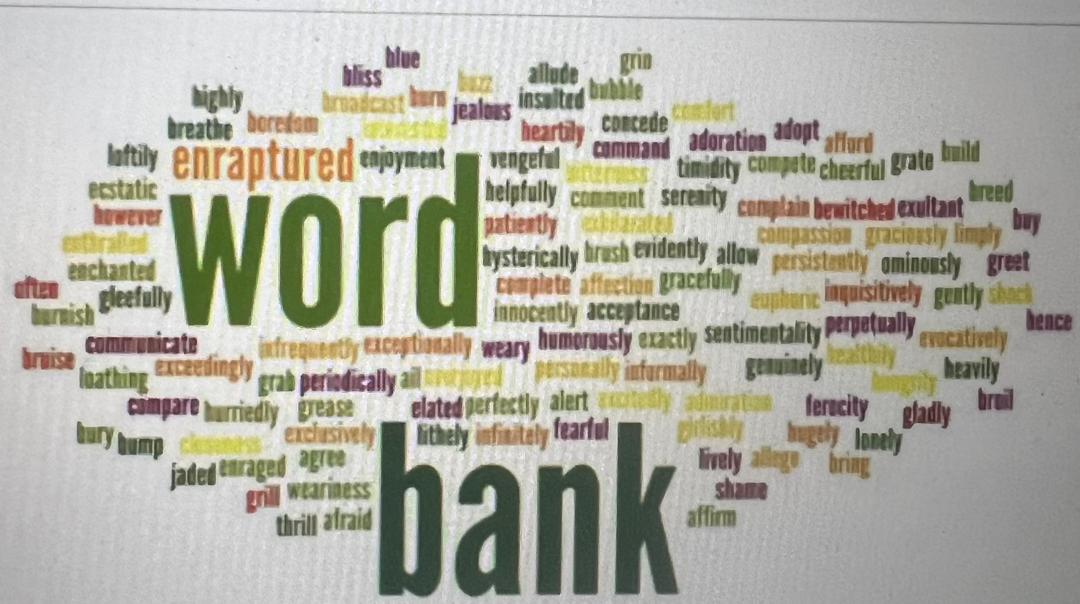 blue
grin
bliss
buzz
allude
highly
broadcast burn
insulted bubble
jealous
comfort
breathe boredom
heartily
concede
adopt
command
adoration
afford
loftily
enraptured enjoyment
vengeful
timidity compete cheerful grate build
ecstatic
helpfully comment serenity
breed
however
word
patiently exhilarated
complain bewitched exultant
buy
enthralled
compassion graciously limply
enchanted
hysterically brush evidently allow
persistently ominously greet
often
complete affection gracefully
gleefully
euphoric inquisitively gently shock
burnish
innocently acceptance
hence
communicate
infrequently exceptionally weary humorously exactly sentimentality perpetually evocatively
bruise
exceedingly
healthily
loathing
grab periodically ail overjoyed personally informally
genuinely
heavily
hungrily
compare hurriedly grease
elated perfectly alert excitedly admiration
ferocity gladly
broil
bury bump closeness exclusively
lithely infinitely fearful
girlishly
hugely lonely
jaded enraged agree
bank
lively allege bring
grill weariness
shame
thrill afraid
affirm